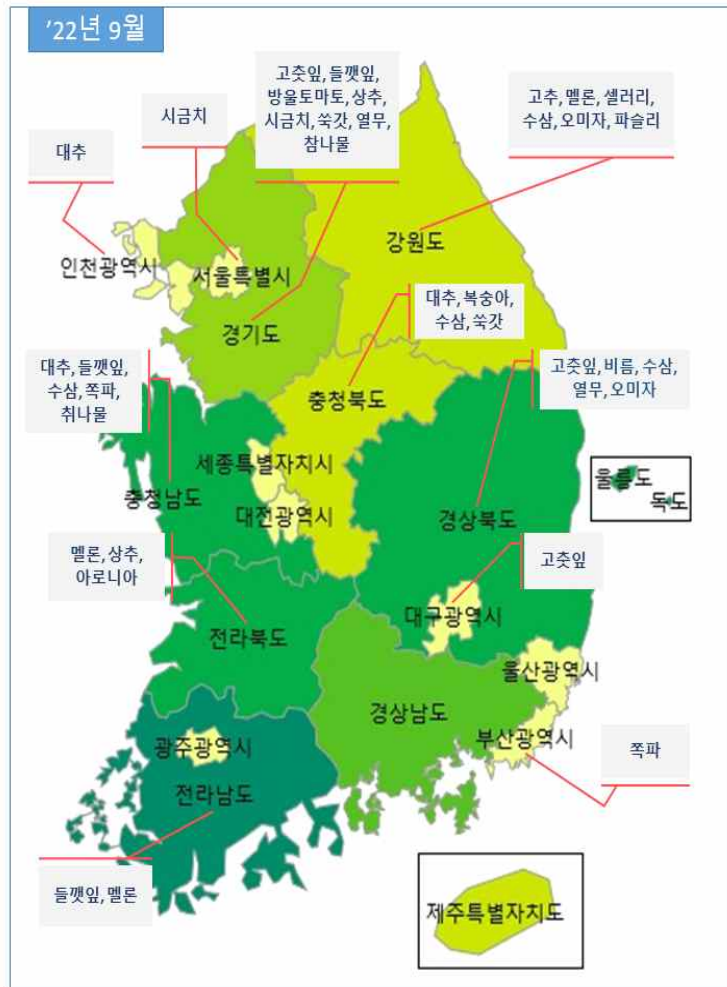 '22년 9월
고춧잎, 들깻잎,
방울토마토, 상추,
시금치, 쑥갓, 열무,
참나물
고추, 멜론, 셀러리,
수삼, 오미자, 파슬리
시금치
대추
강원도
인천광역시
서울특별시
경기도
대추, 복숭아,
수삼, 쑥갓
대추, 들깻잎,
수삼, 쪽파,
취나물
고춧잎, 비름, 수삼,
열무, 오미자
충청북도
세종특별자치시
충청남도
대전광역시
경상북도
울릉도
독도
멜론, 상추,
아로니아
고춧잎
대구광역시
전라북도
울산광역시
경상남도
부산광역시
광주광역시
쪽파
전라남도
들깻잎, 멜론
제주특별자치도